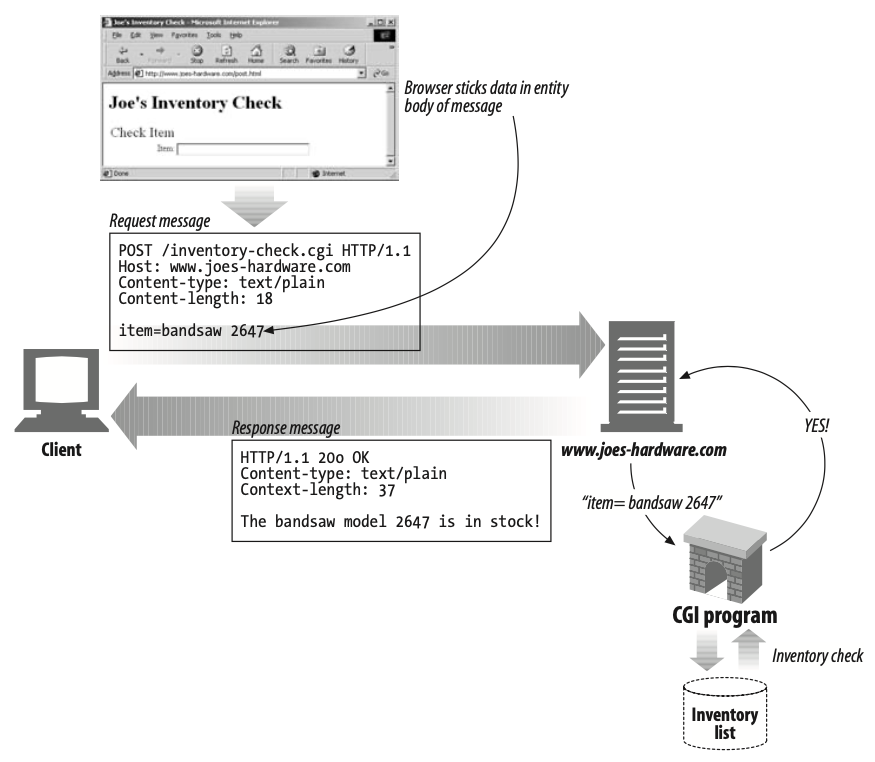 Joe's Inventory Check - Microsoft Internet Explorer
File Edit View Favorites Tools Help
Back Forward Stop Refresh Home Search Favorites History
Address http://www.joes-hardware.com/post.html Go
Joe's Inventory Check
Check Item
Item
Done Internet
Browser sticks data in entity
body of message
Request message
POST /inventory-check.cgi HTTP/1.1
Host: www.joes-hardware.com
Content-type: text/plain
Content-length: 18
item=bandsaw 2647
Client
Response message
HTTP/1.1 20o OK
Content-type: text/plain
Context-length: 37
The bandsaw model 2647 is in stock!
www.joes-hardware.com
YES!
“item= bandsaw 2647”
CGI program
Inventory check
Inventory
list